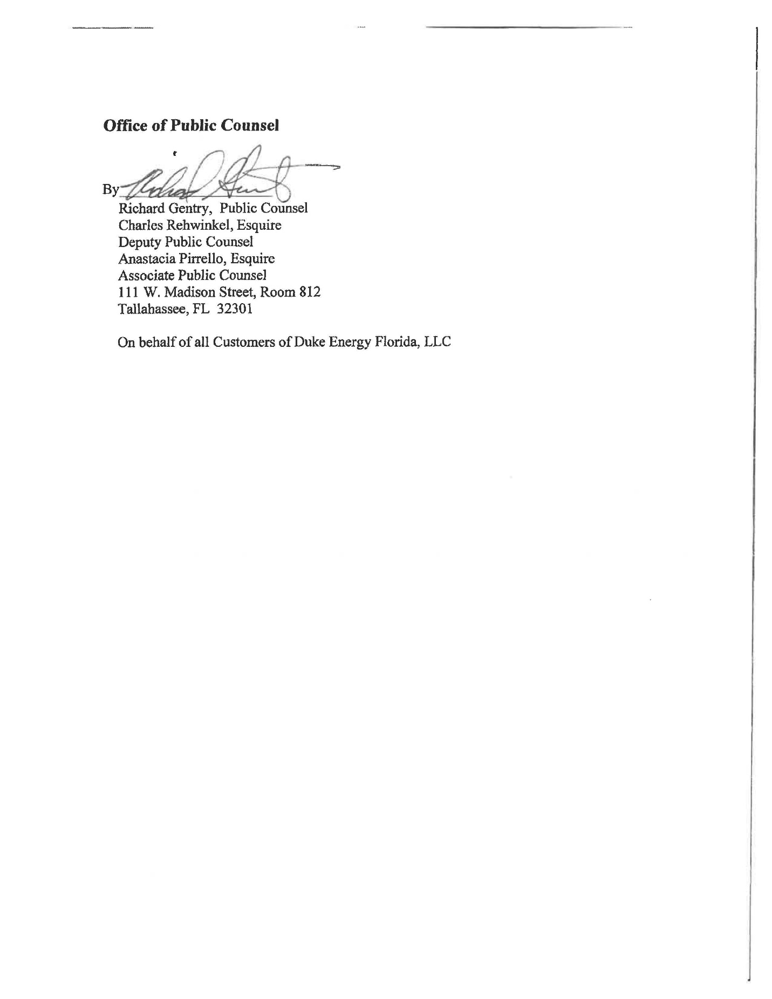 Office of Public Counsel
By Richard Gentry
Richard Gentry, Public Counsel
Charles Rehwinkel, Esquire
Deputy Public Counsel
Anastacia Pirrello, Esquire
Associate Public Counsel
111 W. Madison Street, Room 812
Tallahassee, FL 32301
On behalf of all Customers of Duke Energy Florida, LLC